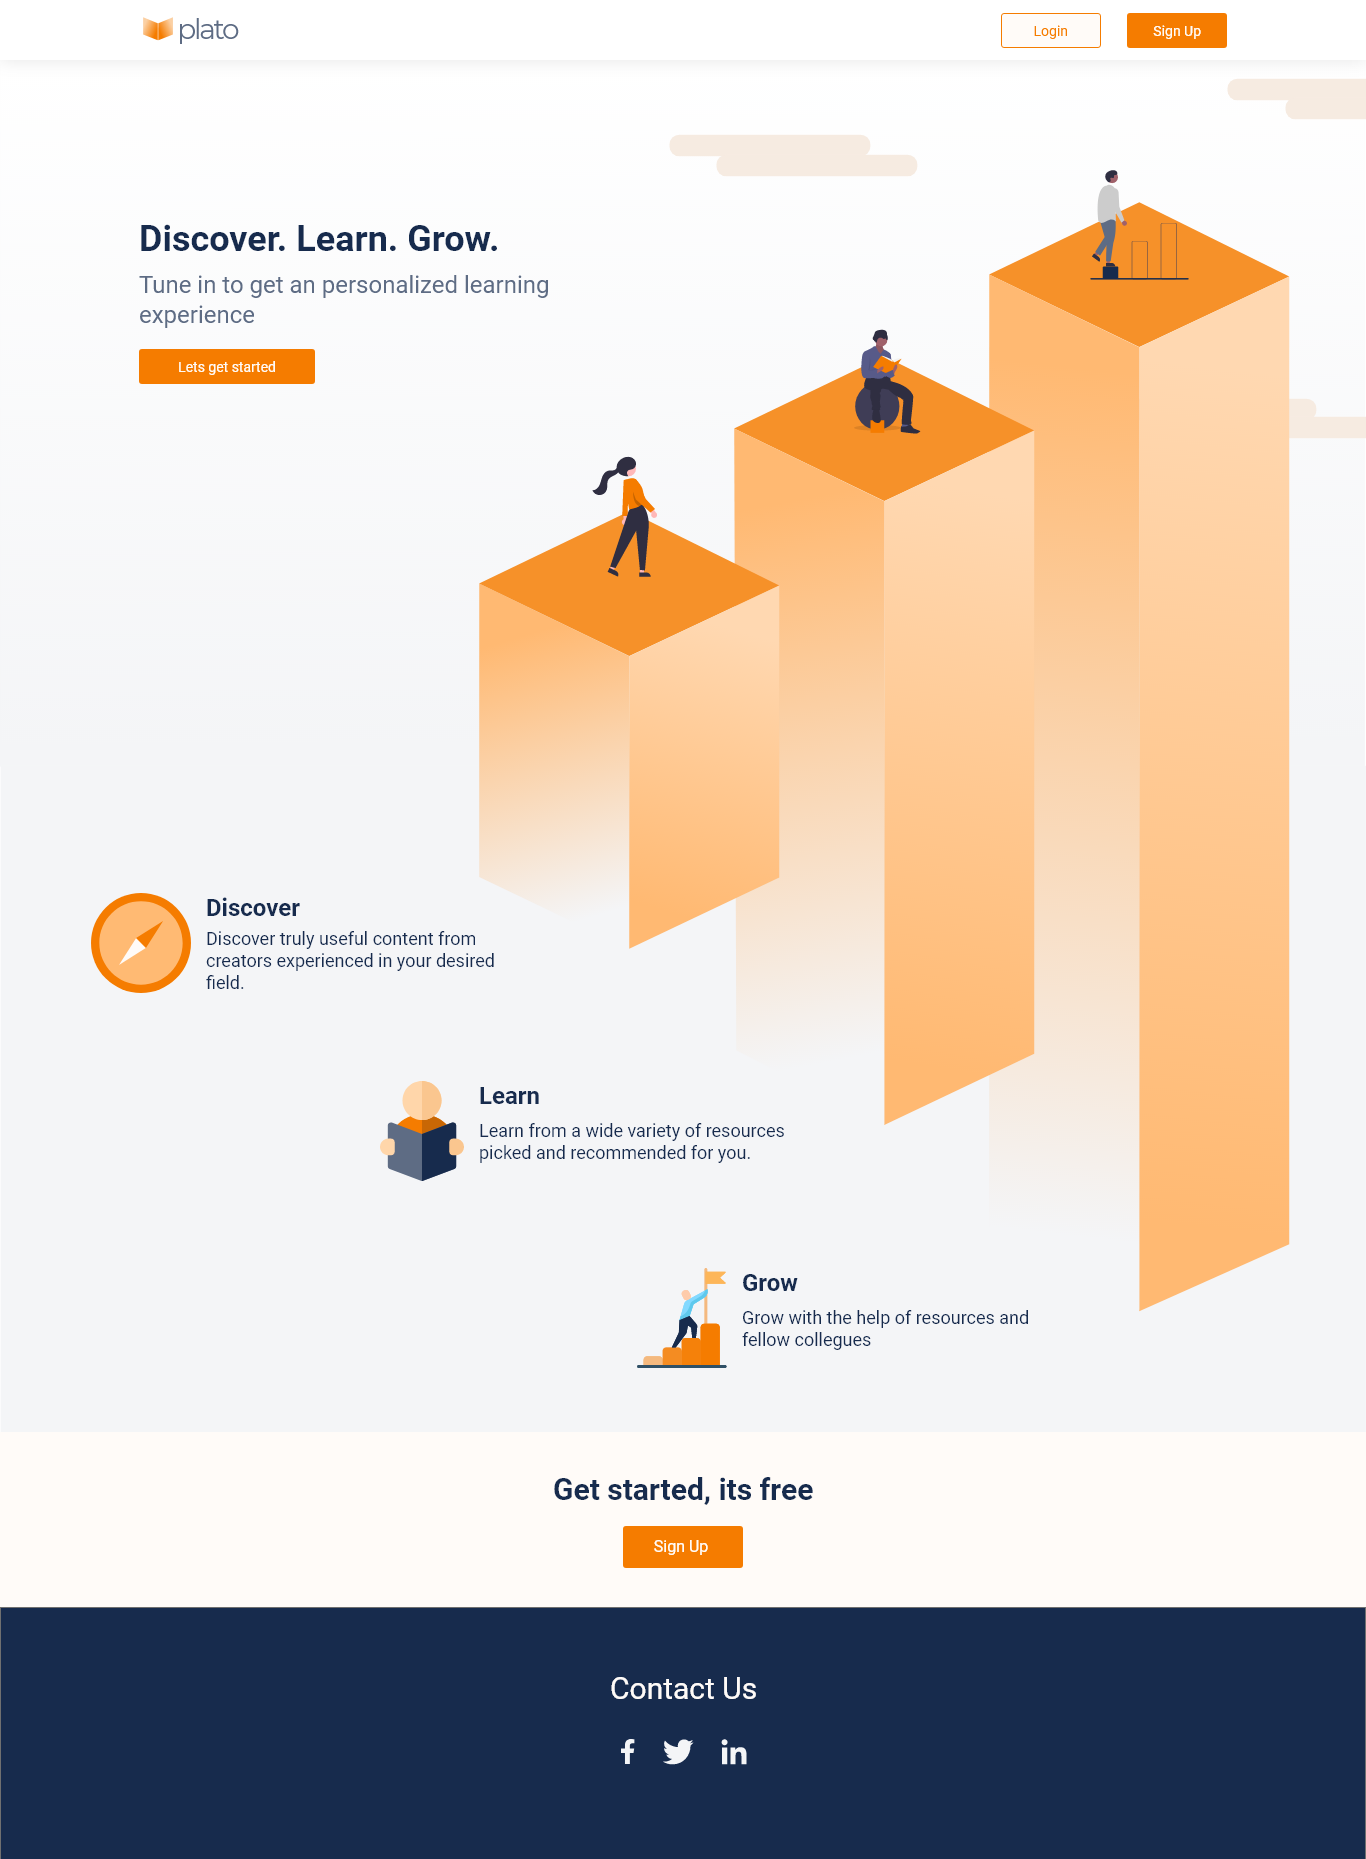 plato
Login
Sign Up
Discover. Learn. Grow.
Tune in to get an personalized learning
experience
Lets get started
Discover
Discover truly useful content from
creators experienced in your desired
field.
Learn
Learn from a wide variety of resources
picked and recommended for you.
Grow
Grow with the help of resources and
fellow collegues
Get started, its free
Sign Up
Contact Us